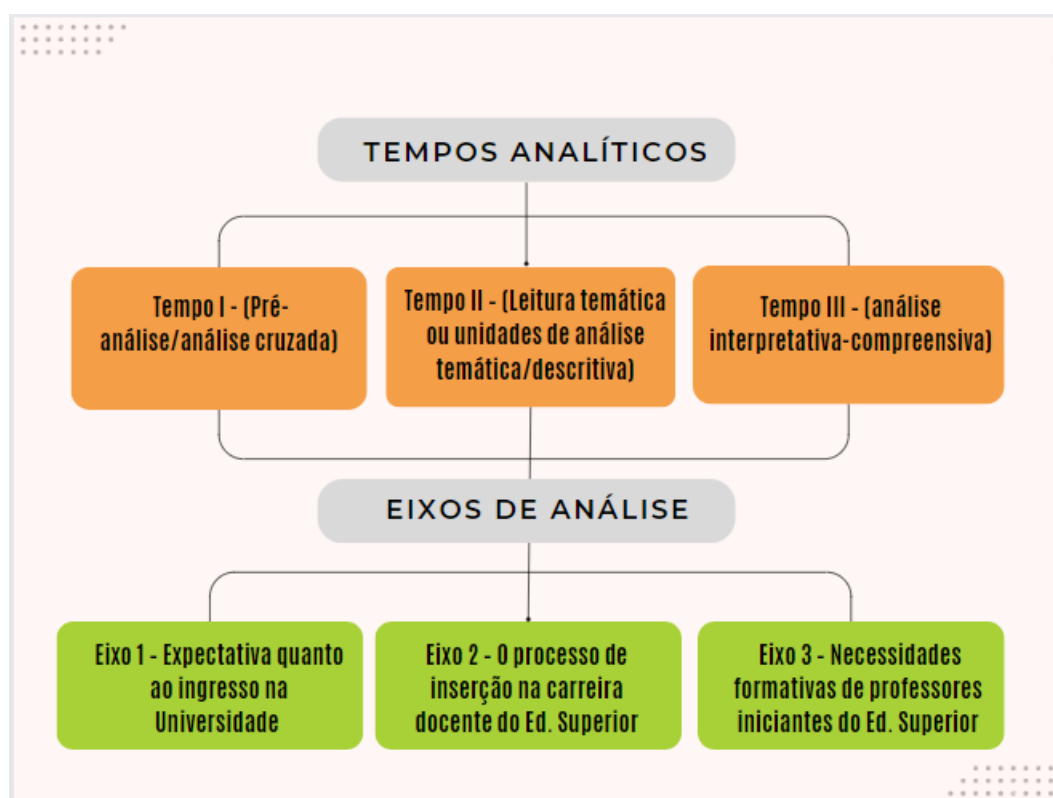 TEMPOS ANALÍTICOS
Tempo I - (Pré-
análise/análise cruzada)
Tempo II - (Leitura temática
ou unidades de análise
temática/descritiva)
Tempo III - (análise
interpretativa-compreensiva)
EIXOS DE ANÁLISE
Eixo 1 - Expectativa quanto
ao ingresso na
Universidade
Eixo 2 - O processo de
inserção na carreira
docente do Ed. Superior
Eixo 3 - Necessidades
formativas de professores
iniciantes do Ed. Superior